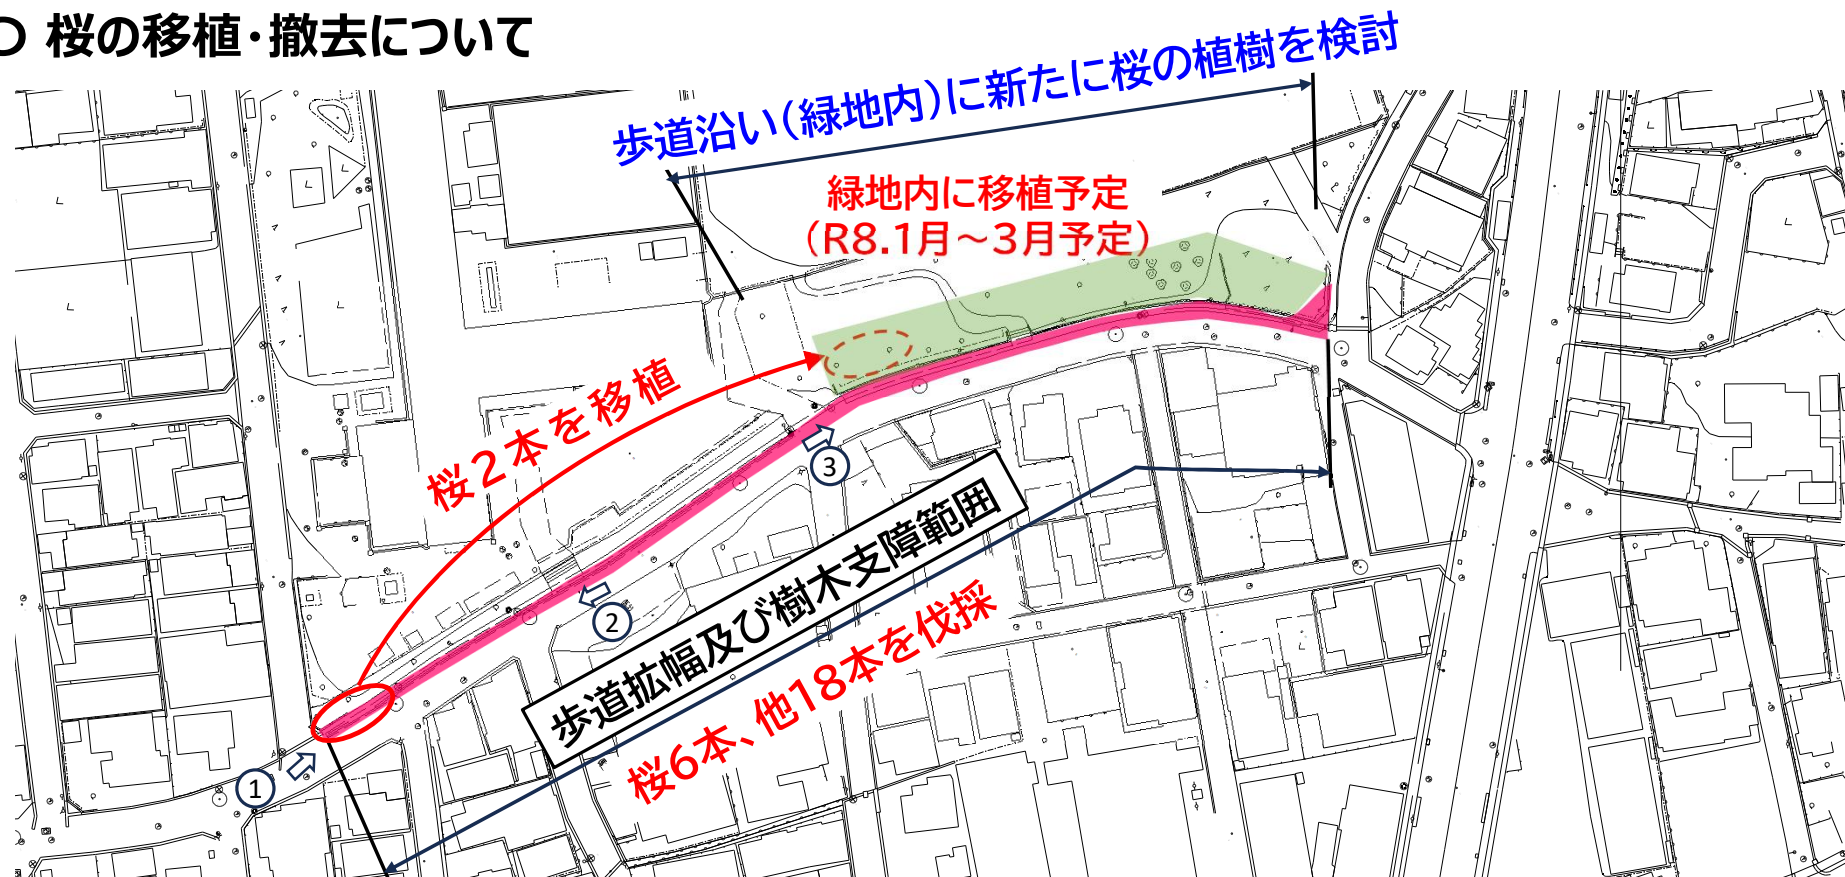 〇 桜の移植・撤去について
歩道沿い(緑地内)に新たに桜の植樹を検討
緑地内に移植予定
(R8.1月~3月予定)
桜2本を移植
③
②
歩道拡幅及び樹木支障範囲
桜6本、他18本を伐採
①